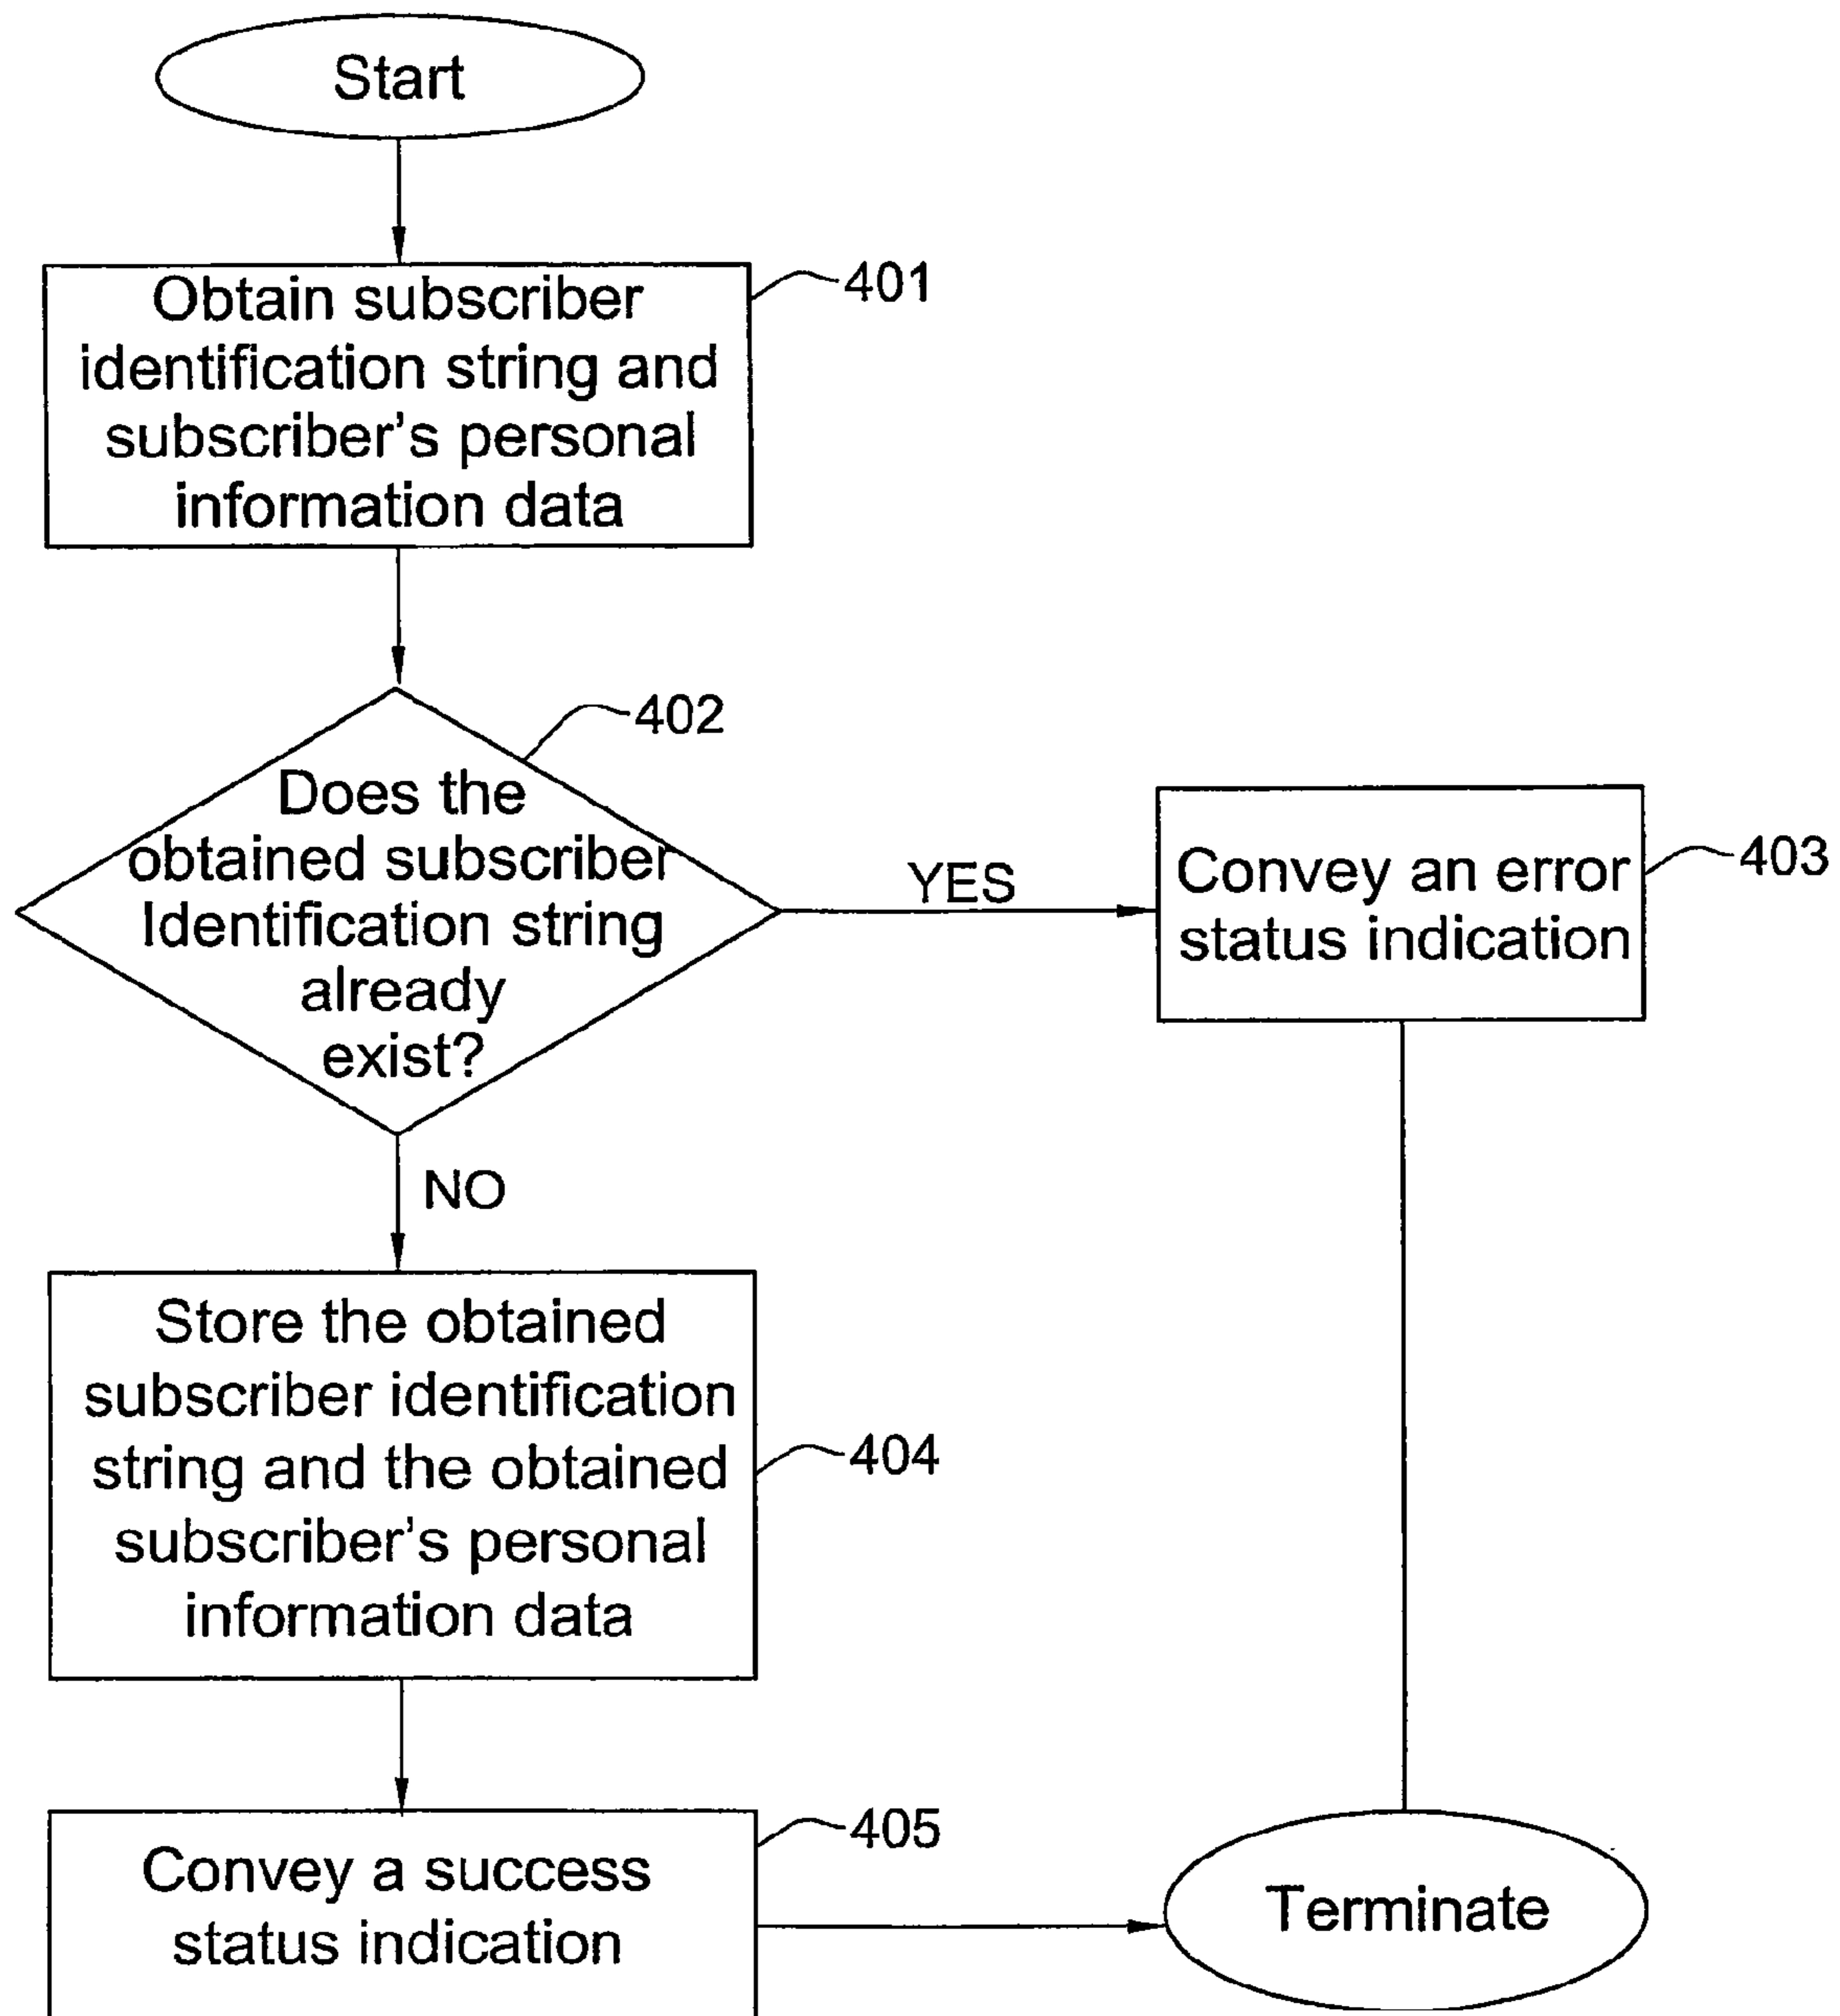 Start
Obtain subscriber
identification string and
subscriber's personal
information data
401
402
Does the
obtained subscriber
Identification string
already
exist?
YES
Convey an error
status indication
403
NO
Store the obtained
subscriber identification
string and the obtained
subscriber's personal
information data
404
405
Convey a success
status indication
Terminate